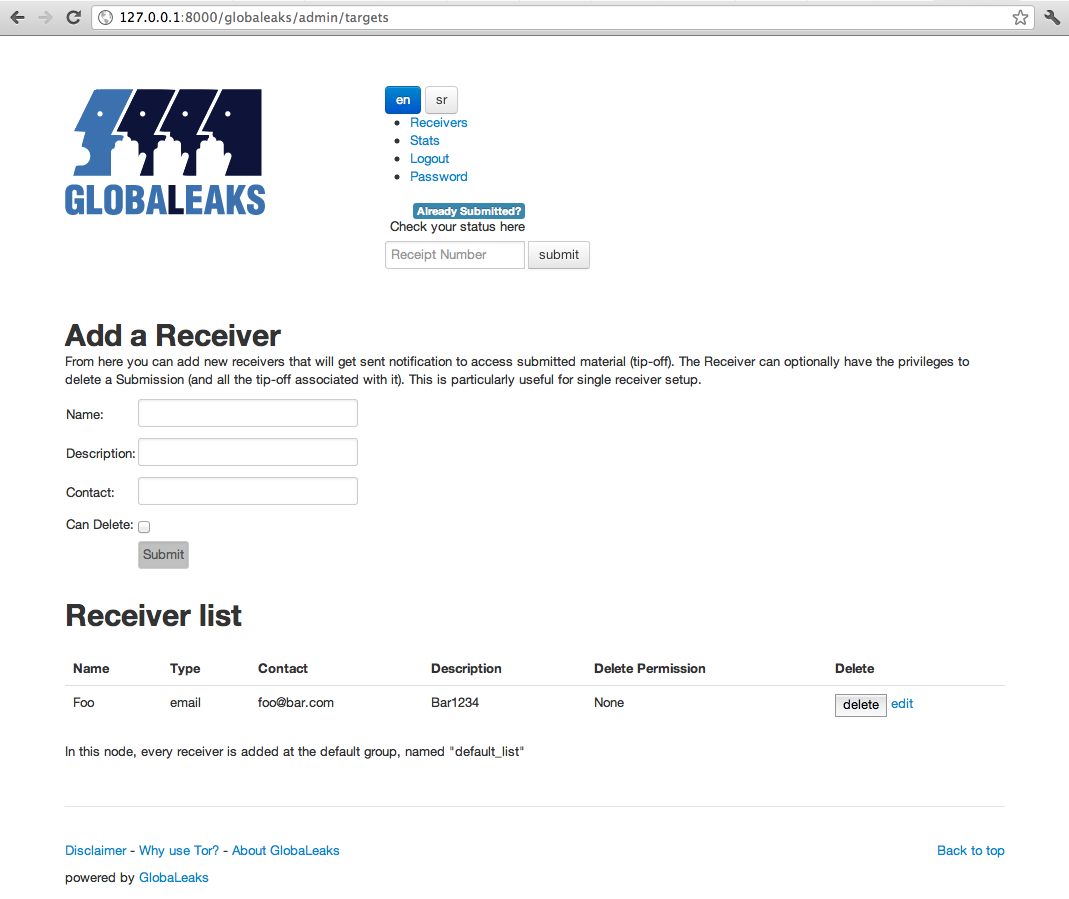 127.0.0.1:8000/globaleaks/admin/targets
GLOBALEAKS
en sr
Receivers
Stats
Logout
Password
Already Submitted?
Check your status here
Receipt Number submit
Add a Receiver
From here you can add new receivers that will get sent notification to access submitted material (tip-off). The Receiver can optionally have the privileges to
delete a Submission (and all the tip-off associated with it). This is particularly useful for single receiver setup.
Name:
Description:
Contact:
Can Delete:
Submit
Receiver list
Name Type Contact Description Delete Permission Delete
Foo email foo@bar.com Bar1234 None delete edit
In this node, every receiver is added at the default group, named "default_list"
Disclaimer - Why use Tor? - About GlobaLeaks Back to top
powered by GlobaLeaks